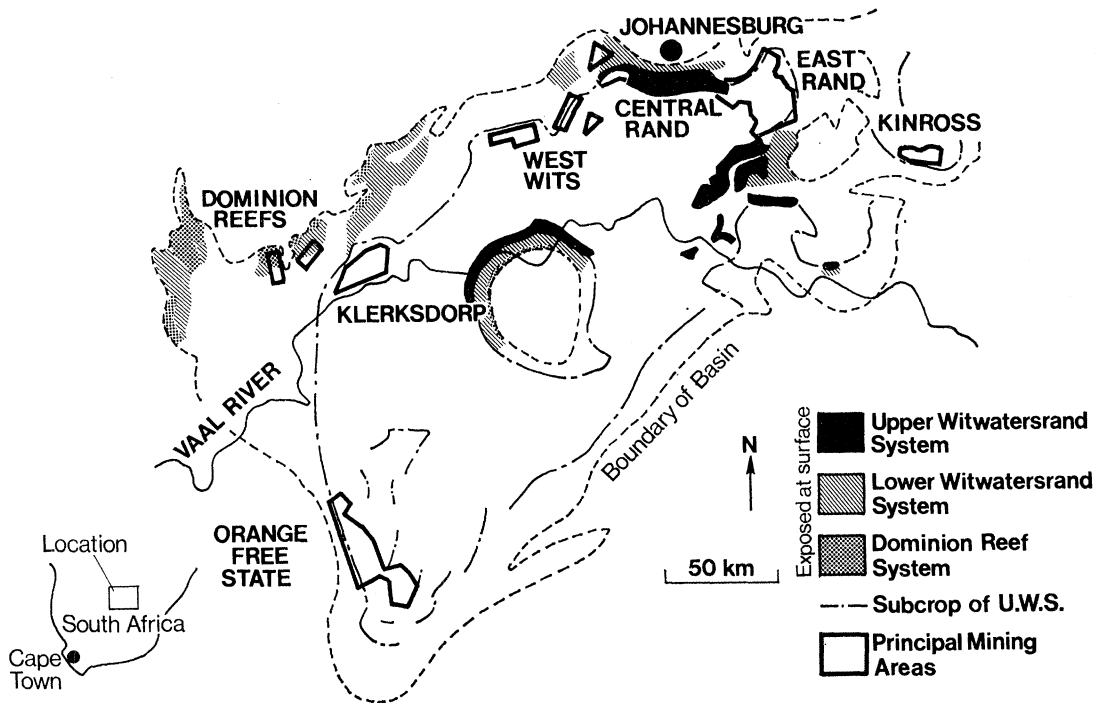 JOHANNESBURG
EAST
RAND
CENTRAL
RAND
KINROSS
WEST
WITS
DOMINION
REEFS
KLERKSDORP
VAAL RIVER
Boundary of Basin
ORANGE
FREE
STATE
N
50 km
Exposed at surface
Upper Witwatersrand
System
Lower Witwatersrand
System
Dominion Reef
System
Subcrop of U.W.S.
Principal Mining
Areas
Location
South Africa
Cape
Town